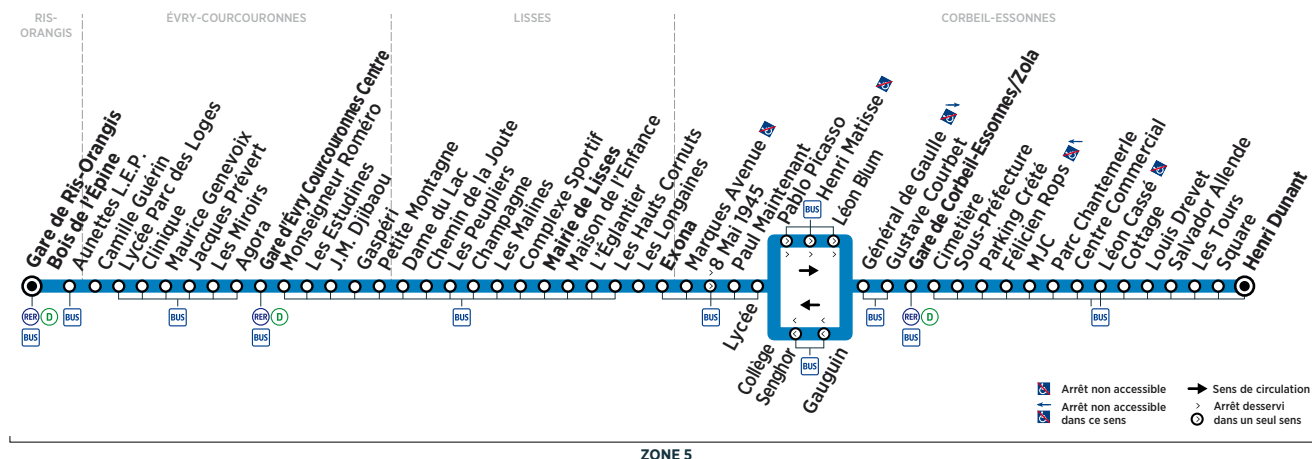 RIS-
ORANGIS
ÉVRY-COURCOURONNES
LISSES
CORBEIL-ESSONNES
Gare de Ris-Orangis
Bois de l'Épine
Aunettes L.E.P.
Camille Guérin
Lycée Parc des Loges
Clinique
Maurice Genevoix
Jacques Prévert
Les Miroirs
Agora
Gare d'Évry Courcouronnes Centre
Monseigneur Roméro
Les Estudines
J.M. Djibaou
Gaspéri
Petite Montagne
Dame du Lac
Chemin de la Joute
Les Peupliers
Champagne
Les Malines
Complexe Sportif
Mairie de Lisses
Maison de l'Enfance
L'Églantier
Les Hauts Cornuts
Les Longaines
Exona
Marques Avenue
8 Mai 1945
Paul Maintenant
Lycée
Pablo Picasso
Henri Matisse
Léon Blum
Collège
Senghor
Gauguin
Général de Gaulle
Gustave Courbet
Gare de Corbeil-Essonnes/Zola
Cimetière
Sous-Préfecture
Parking Crété
Félicien Rops
MJC
Parc Chantemerle
Centre Commercial
Léon Cassé
Cottage
Louis Drevet
Salvador Allende
Les Tours
Square
Henri Dunant
RER D
BUS
BUS
BUS
RER D
BUS
BUS
BUS
BUS
BUS
RER D
BUS
BUS
BUS
Arrêt non accessible
Arrêt non accessible
dans ce sens
Sens de circulation
Arrêt desservi
dans un seul sens
ZONE 5